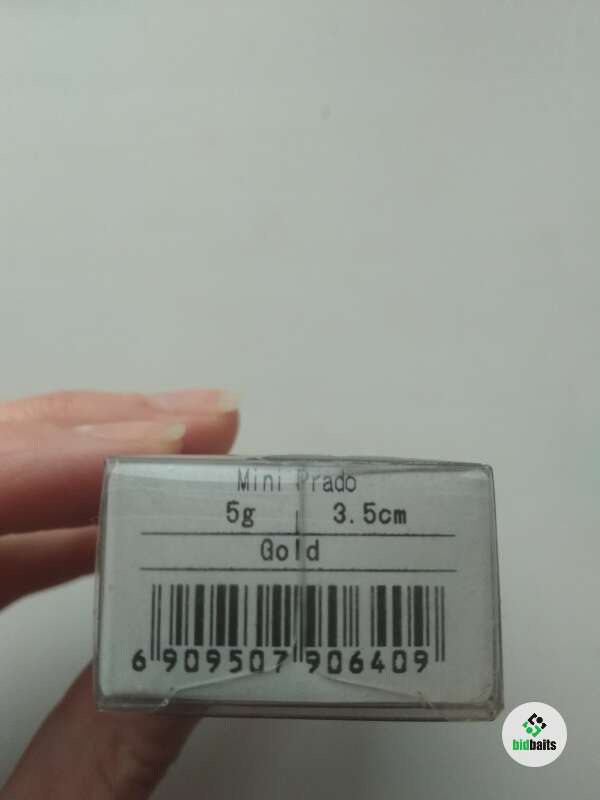 Mini Prado
5g 3.5cm
Gold
6 909507 906409
bidbaits